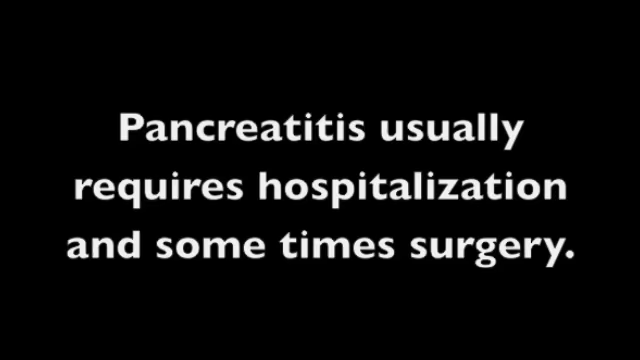 Pancreatitis usually
requires hospitalization
and some times surgery.